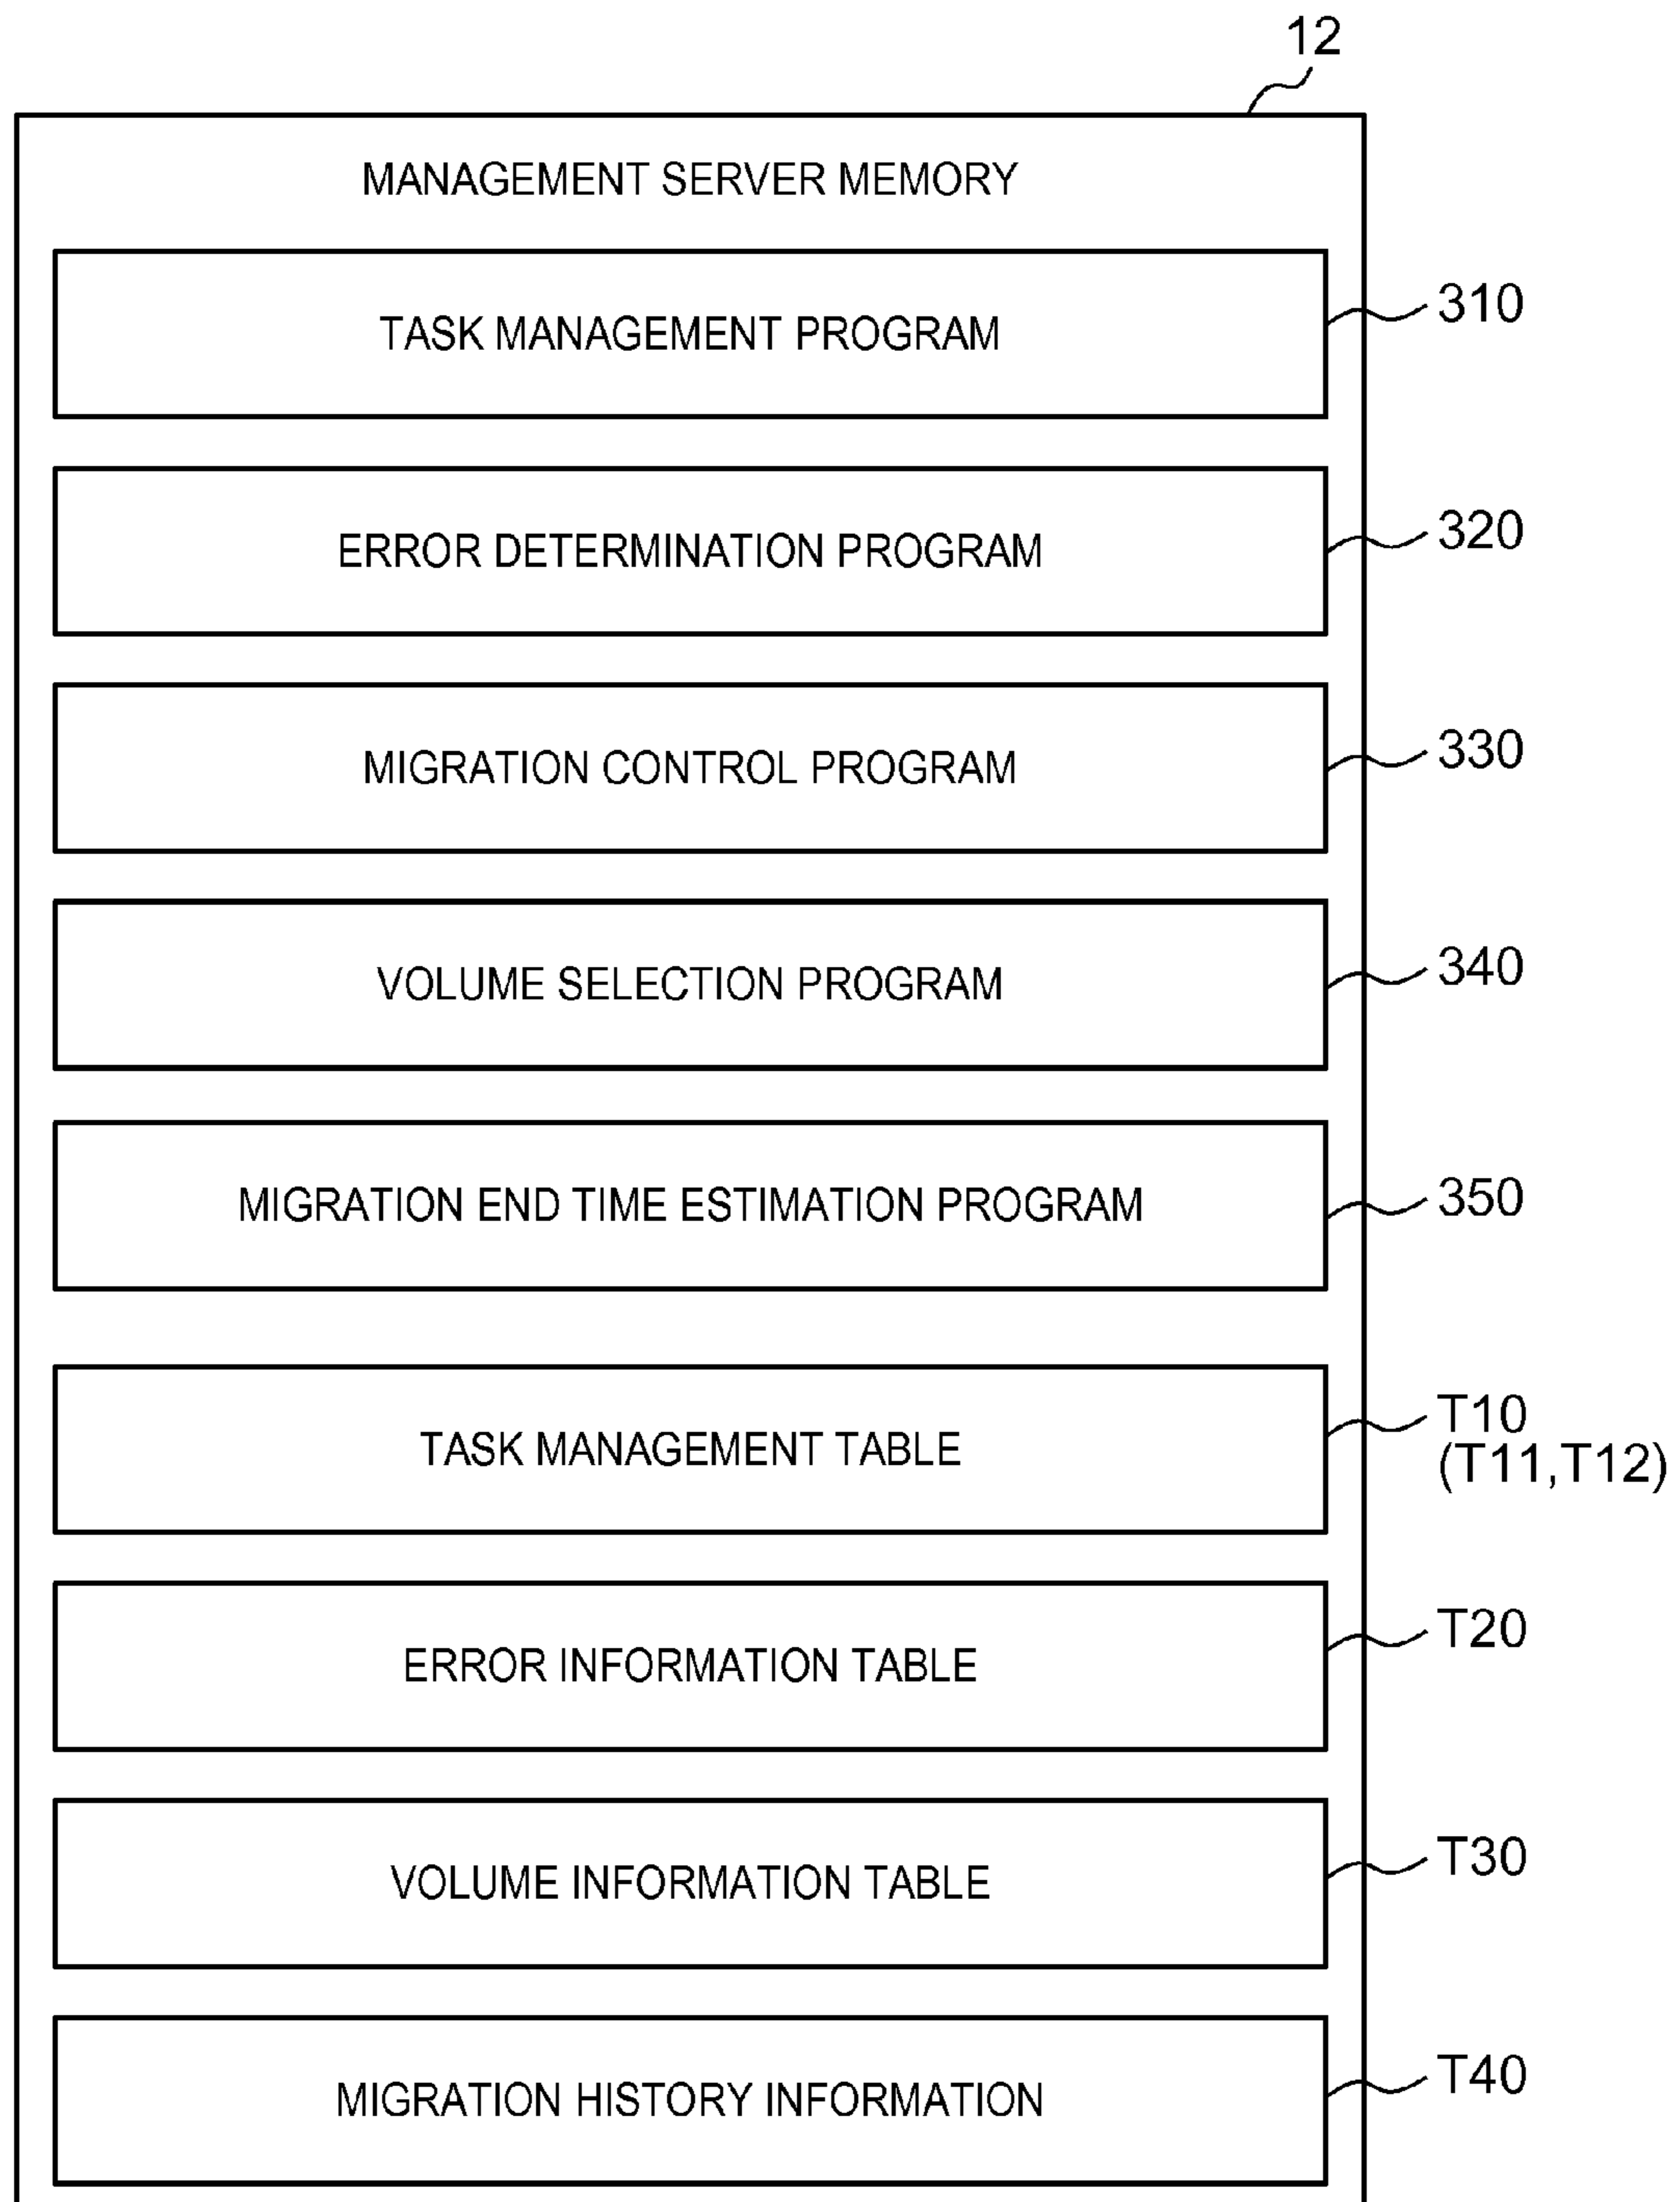 12
MANAGEMENT SERVER MEMORY
TASK MANAGEMENT PROGRAM
310
ERROR DETERMINATION PROGRAM
320
MIGRATION CONTROL PROGRAM
330
VOLUME SELECTION PROGRAM
340
MIGRATION END TIME ESTIMATION PROGRAM
350
TASK MANAGEMENT TABLE
T10
(T11,T12)
ERROR INFORMATION TABLE
T20
VOLUME INFORMATION TABLE
T30
MIGRATION HISTORY INFORMATION
T40